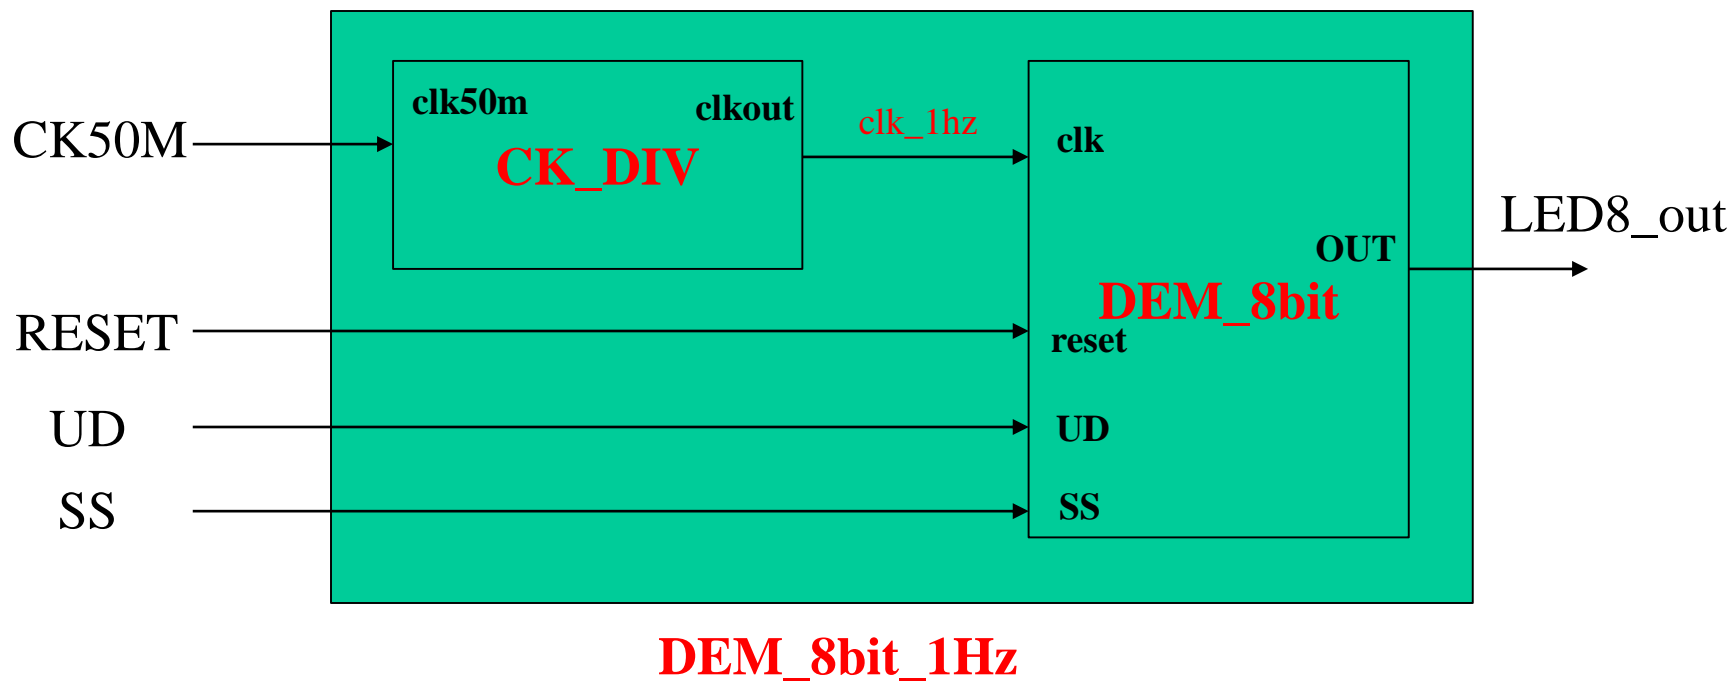 CK50M
clk50m
clkout
CK_DIV
clk_1hz
clk
LED8_out
OUT
DEM_8bit
RESET
reset
UD
UD
SS
SS
DEM_8bit_1Hz